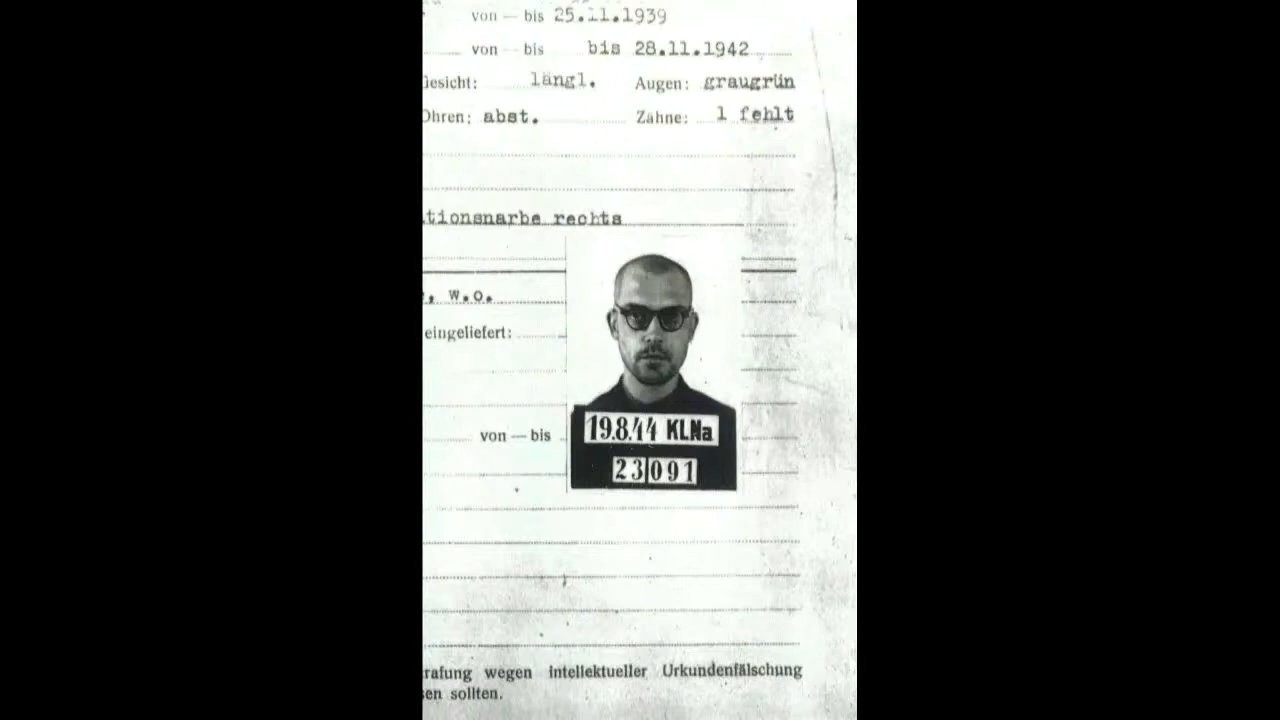 von — bis 25.11.1939
von — bis bis 28.11.1942
Gesicht: längl. Augen: graugrün
Ohren: abst. Zähne: 1 fehlt
tionsnarbe rechts
, w.o.
eingeliefert:
von — bis
19.8.44 KLNa
23091
rafung wegen intellektueller Urkundenfälschung
sen sollten.